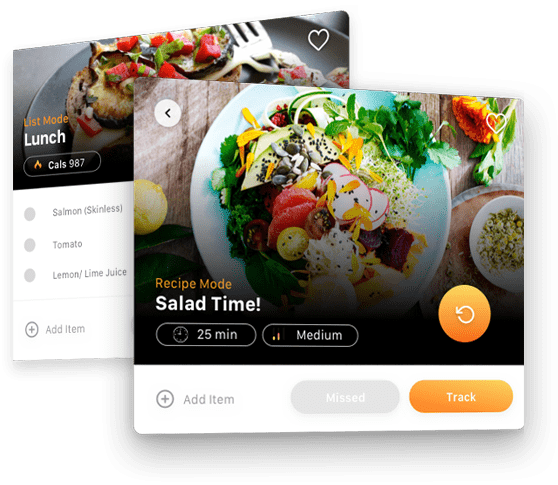 List Mode
Lunch
Cals 987
Salmon (Skinless)
Tomato
Lemon/ Lime Juice
Add Item
Recipe Mode
Salad Time!
25 min
Medium
Add Item
Missed
Track